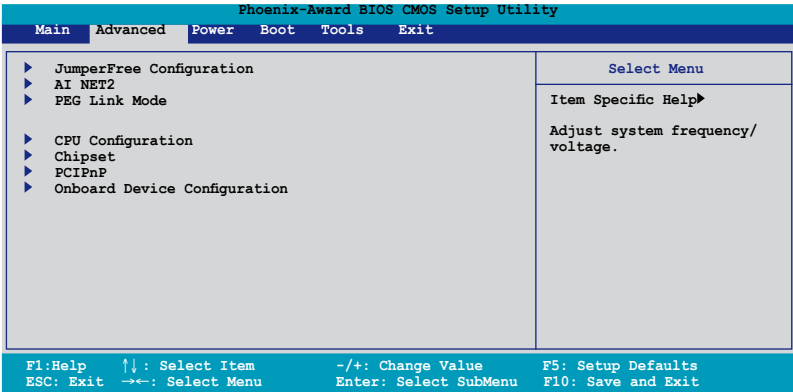 Phoenix-Award BIOS CMOS Setup Utility
Main Advanced Power Boot Tools Exit
JumperFree Configuration
AI NET2
PEG Link Mode
CPU Configuration
Chipset
PCIPnP
Onboard Device Configuration
Select Menu
Item Specific Help
Adjust system frequency/
voltage.
F1:Help ↑↓: Select Item -/+: Change Value F5: Setup Defaults
ESC: Exit →←: Select Menu Enter: Select SubMenu F10: Save and Exit